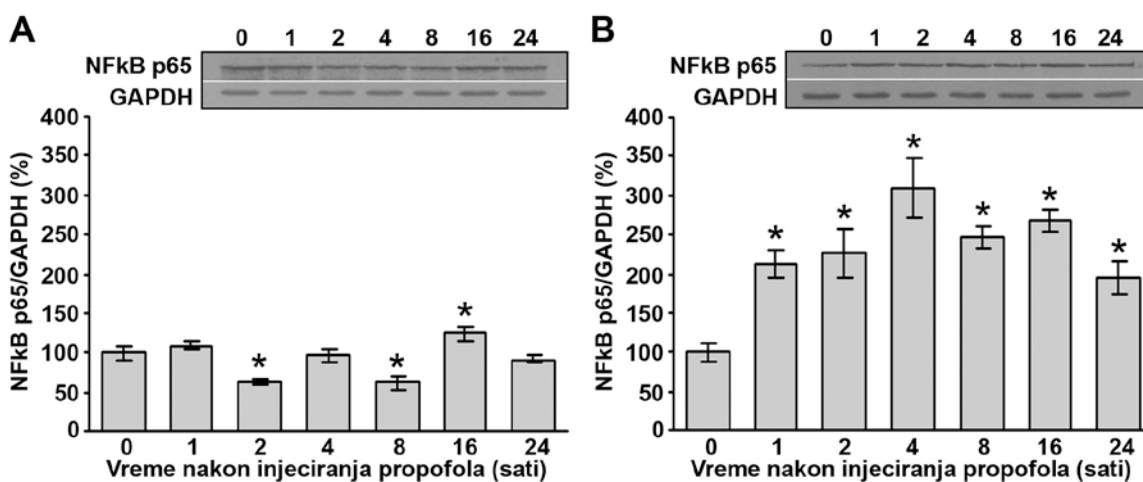 A
0 1 2 4 8 16 24
NFkB p65
GAPDH
NFkB p65/GAPDH (%)
400
350
300
250
200
150
100
50
0
* * *
0 1 2 4 8 16 24
Vreme nakon injeciranja propofola (sati)
B
0 1 2 4 8 16 24
NFkB p65
GAPDH
NFkB p65/GAPDH (%)
400
350
300
250
200
150
100
50
0
* * * * * *
0 1 2 4 8 16 24
Vreme nakon injeciranja propofola (sati)